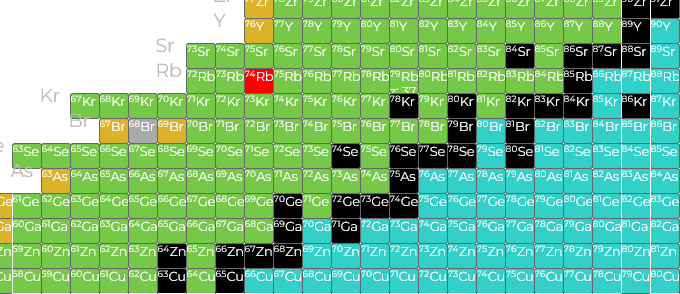 Y 76Y 77Y 78Y 79Y 80Y 81Y 82Y 83Y 84Y 85Y 86Y 87Y 88Y 89Y 90Y
Sr 73Sr 74Sr 75Sr 76Sr 77Sr 78Sr 79Sr 80Sr 81Sr 82Sr 83Sr 84Sr 85Sr 86Sr 87Sr 88Sr 89Sr
Rb 72Rb 73Rb 74Rb 75Rb 76Rb 77Rb 78Rb 79Rb 80Rb 81Rb 82Rb 83Rb 84Rb 85Rb 86Rb 87Rb 88Rb
Kr 67Kr 68Kr 69Kr 70Kr 71Kr 72Kr 73Kr 74Kr 75Kr 76Kr 77Kr 78Kr 79Kr 80Kr 81Kr 82Kr 83Kr 84Kr 85Kr 86Kr 87Kr
Br 67Br 68Br 69Br 70Br 71Br 72Br 73Br 74Br 75Br 76Br 77Br 78Br 79Br 80Br 81Br 82Br 83Br 84Br 85Br 86Br
63Se 64Se 65Se 66Se 67Se 68Se 69Se 70Se 71Se 72Se 73Se 74Se 75Se 76Se 77Se 78Se 79Se 80Se 81Se 82Se 83Se 84Se 85Se
As 63As 64As 65As 66As 67As 68As 69As 70As 71As 72As 73As 74As 75As 76As 77As 78As 79As 80As 81As 82As 83As 84As
Ge 61Ge 62Ge 63Ge 64Ge 65Ge 66Ge 67Ge 68Ge 69Ge 70Ge 71Ge 72Ge 73Ge 74Ge 75Ge 76Ge 77Ge 78Ge 79Ge 80Ge 81Ge 82Ge 83Ge
Ga 60Ga 61Ga 62Ga 63Ga 64Ga 65Ga 66Ga 67Ga 68Ga 69Ga 70Ga 71Ga 72Ga 73Ga 74Ga 75Ga 76Ga 77Ga 78Ga 79Ga 80Ga 81Ga 82Ga
Zn 59Zn 60Zn 61Zn 62Zn 63Zn 64Zn 65Zn 66Zn 67Zn 68Zn 69Zn 70Zn 71Zn 72Zn 73Zn 74Zn 75Zn 76Zn 77Zn 78Zn 79Zn 80Zn 81Zn
Cu 58Cu 59Cu 60Cu 61Cu 62Cu 63Cu 64Cu 65Cu 66Cu 67Cu 68Cu 69Cu 70Cu 71Cu 72Cu 73Cu 74Cu 75Cu 76Cu 77Cu 78Cu 79Cu 80Cu